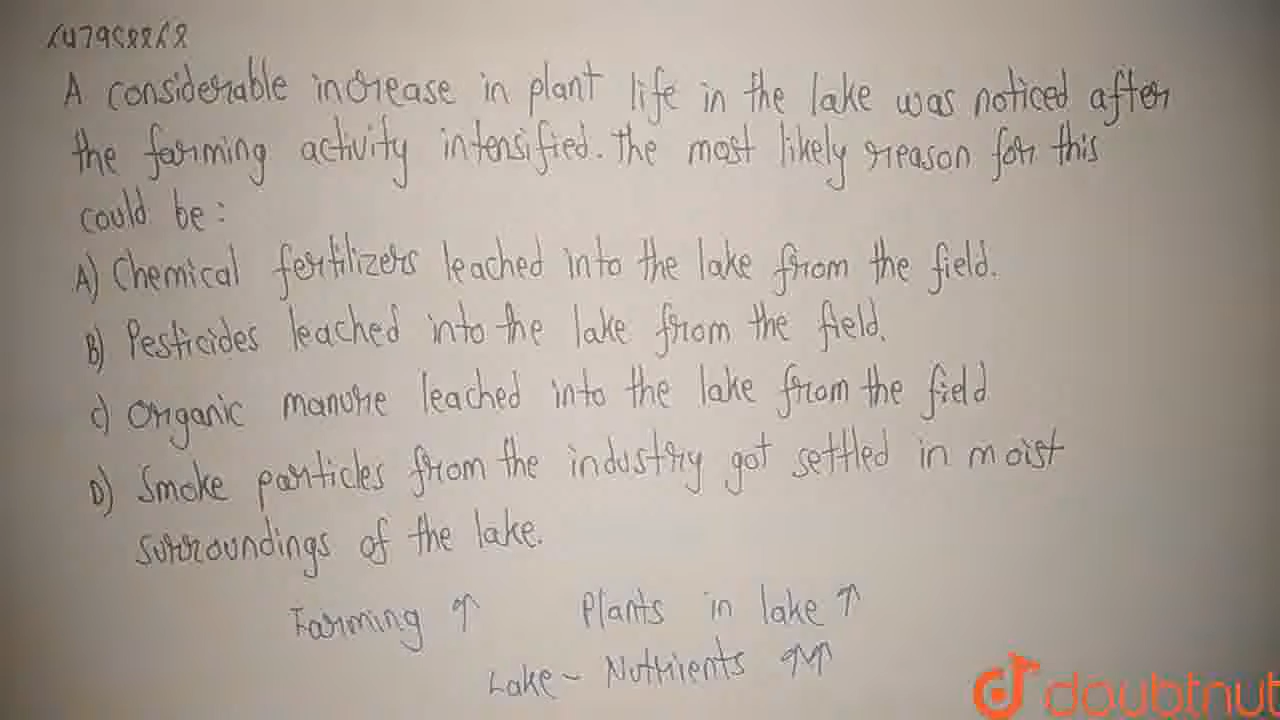 A considerable increase in plant life in the lake was noticed after
the farming activity intensified. The most likely reason for this
could be:
A) Chemical fertilizers leached into the lake from the field.
B) Pesticides leached into the lake from the field.
C) Organic manure leached into the lake from the field
D) Smoke particles from the industry got settled in moist
surroundings of the lake.
Farming ↑ Plants in lake ↑
Lake ~ Nutrients ↑↑
doubtnut